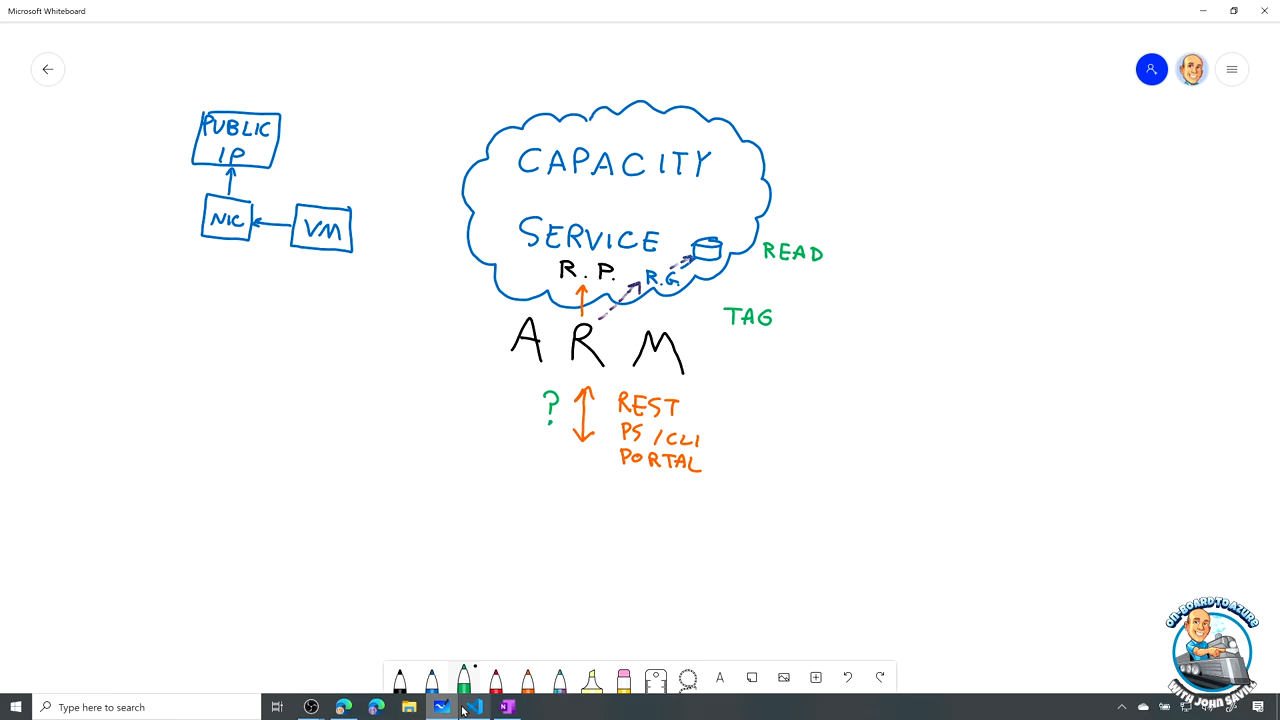 Microsoft Whiteboard
PUBLIC
IP
NIC
VM
CAPACITY
SERVICE
R.P.
R.G.
READ
TAG
ARM
?
REST
PS/CLI
PORTAL
ON-BOARD TO AZURE
WITH JOHN SAVILL
A
Type here to search